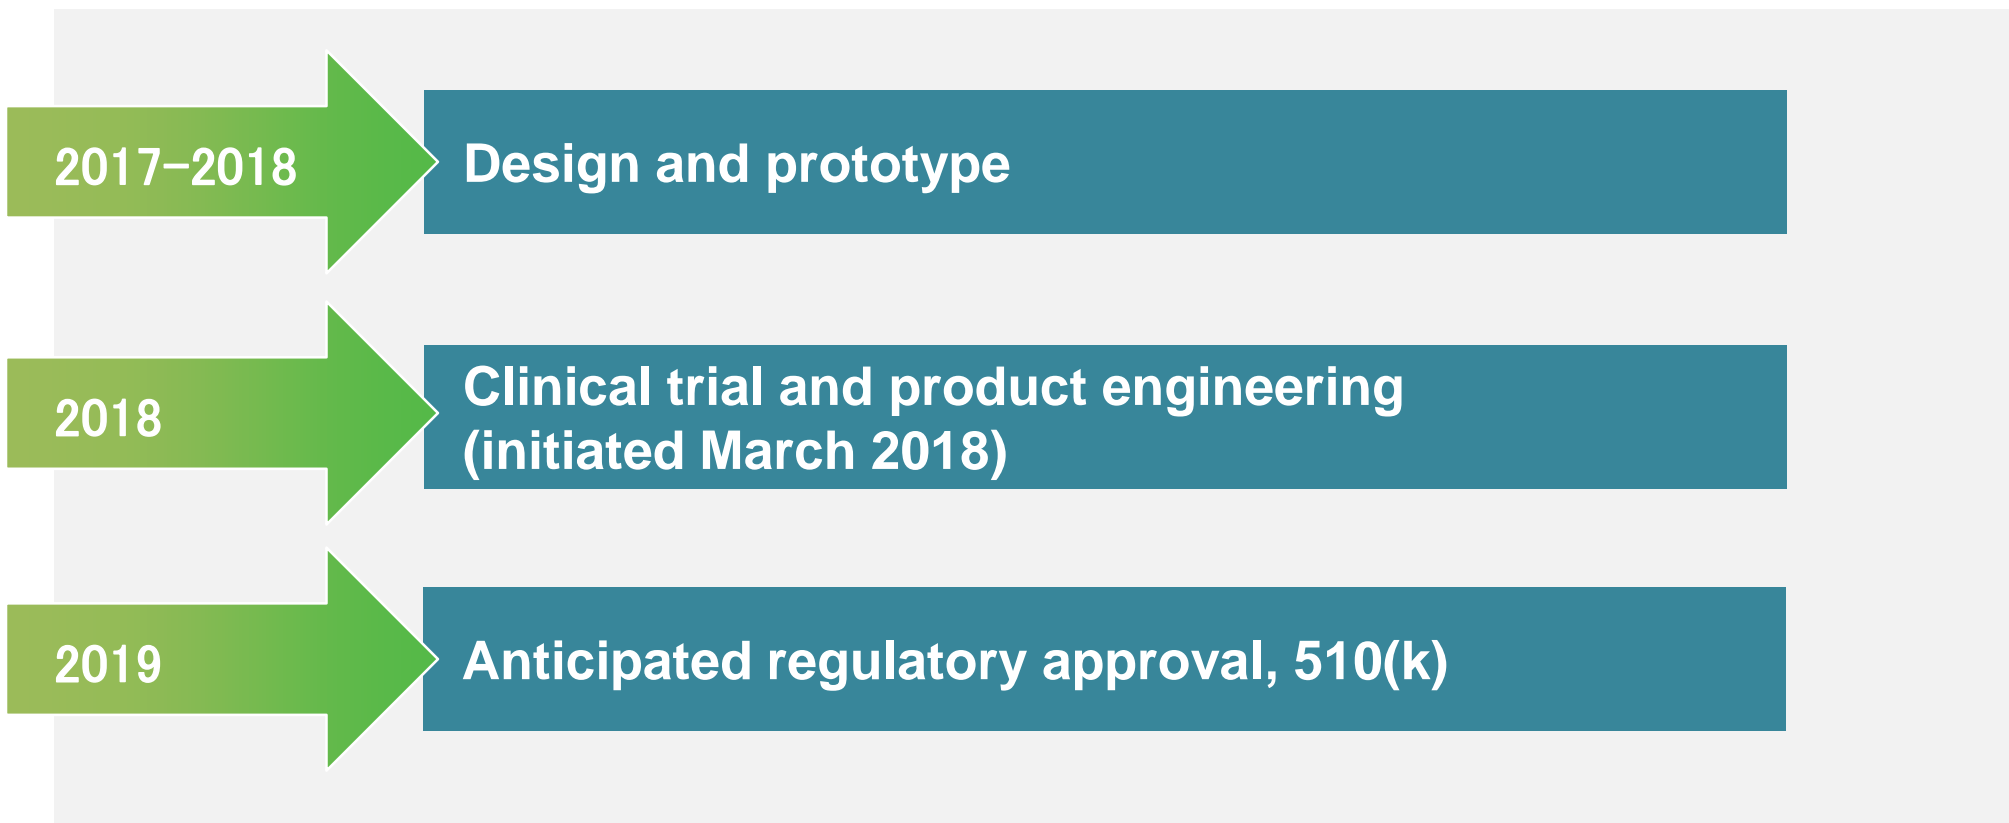 2017-2018
Design and prototype
2018
Clinical trial and product engineering
(initiated March 2018)
2019
Anticipated regulatory approval, 510(k)